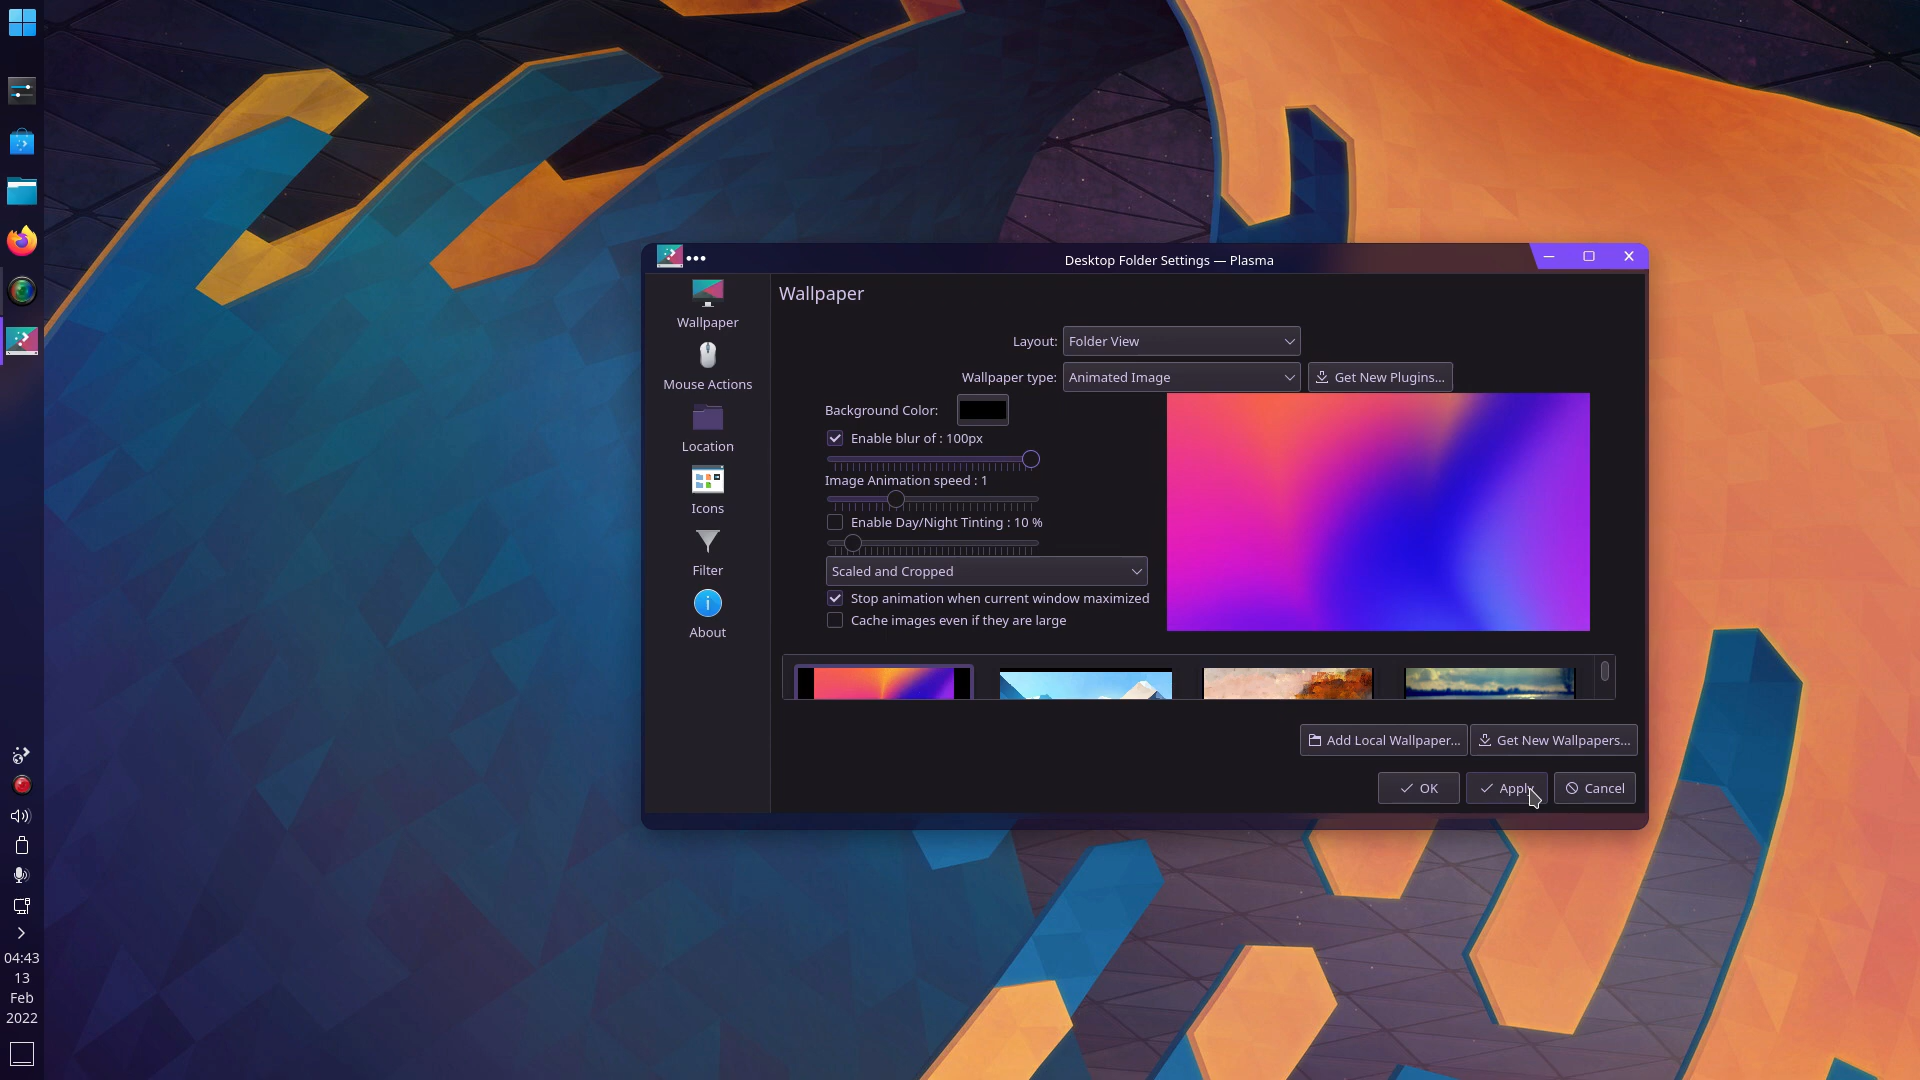 Desktop Folder Settings — Plasma
Wallpaper
Mouse Actions
Location
Icons
Filter
About
Wallpaper
Layout: Folder View
Wallpaper type: Animated Image Get New Plugins...
Background Color:
Enable blur of : 100px
Image Animation speed : 1
Enable Day/Night Tinting : 10 %
Scaled and Cropped
Stop animation when current window maximized
Cache images even if they are large
Add Local Wallpaper... Get New Wallpapers...
OK Apply Cancel
04:43
13
Feb
2022